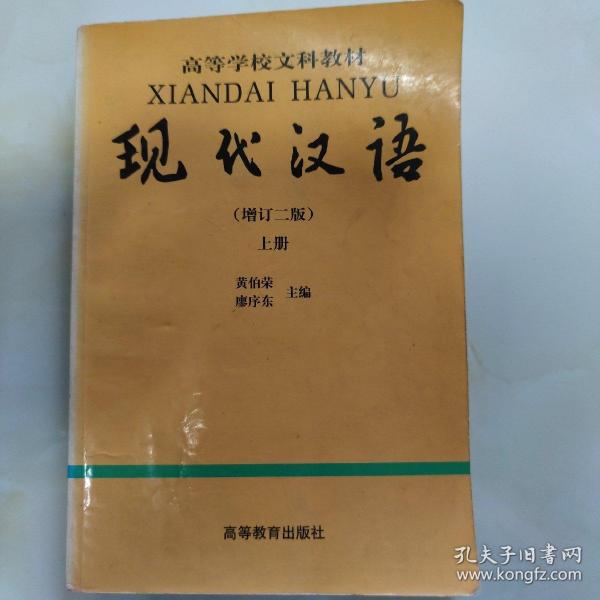 高等学校文科教材
XIANDAI HANYU
现代汉语
(增订二版)
上册
黄伯荣
廖序东
主编
高等教育出版社
孔夫子旧书网
www.kongfz.com